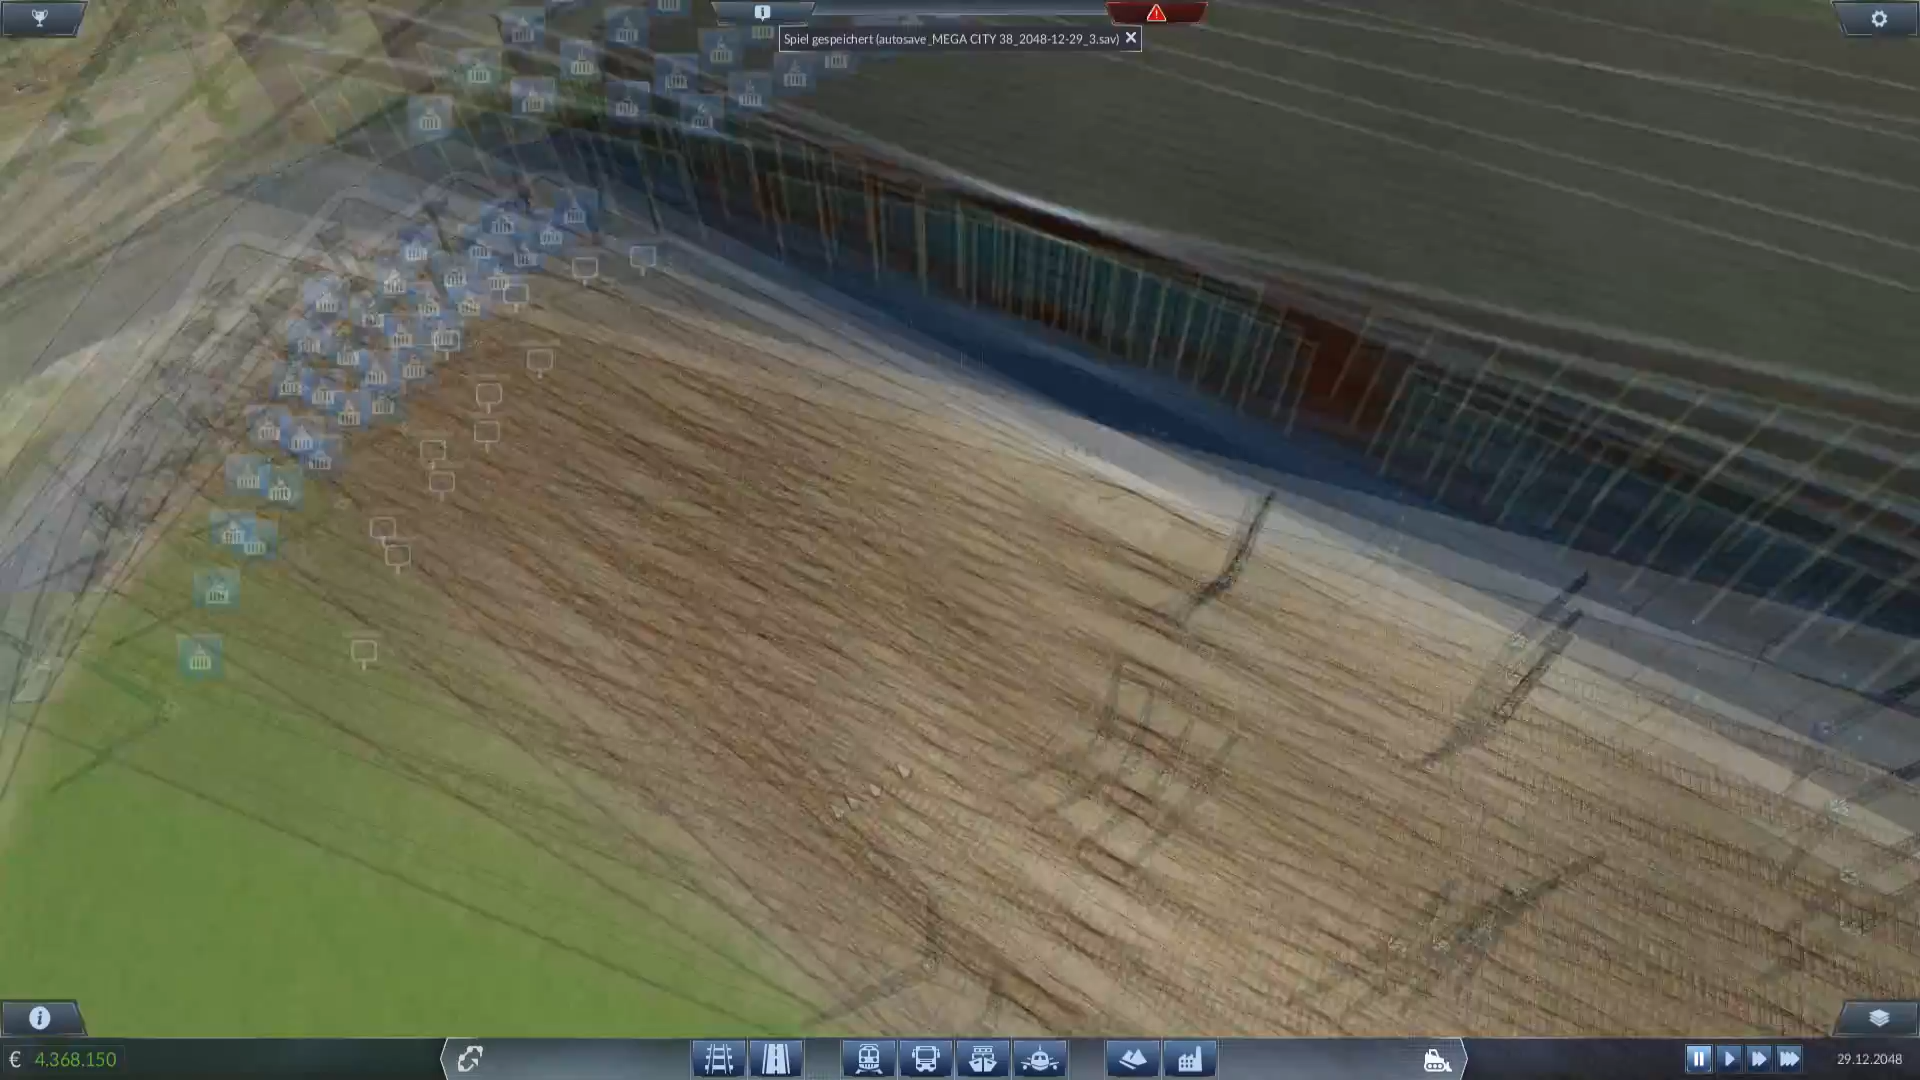 Spiel gespeichert (autosave_MEGA CITY 38_2048-12-29_3.sav)
€ 4.368.150
29.12.2048